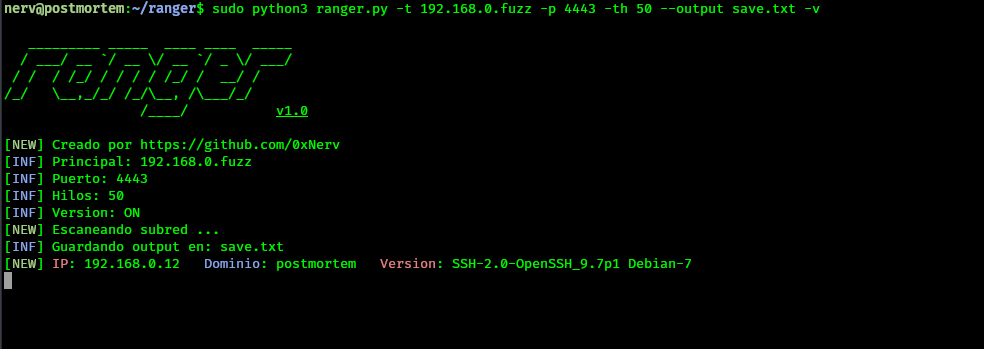 nerv@postmortem:~/ranger$ sudo python3 ranger.py -t 192.168.0.fuzz -p 4443 -th 50 --output save.txt -v
ranger
v1.0
[NEW] Creado por https://github.com/0xNerv
[INF] Principal: 192.168.0.fuzz
[INF] Puerto: 4443
[INF] Hilos: 50
[INF] Version: ON
[NEW] Escaneando subred ...
[INF] Guardando output en: save.txt
[NEW] IP: 192.168.0.12 Dominio: postmortem Version: SSH-2.0-OpenSSH_9.7p1 Debian-7